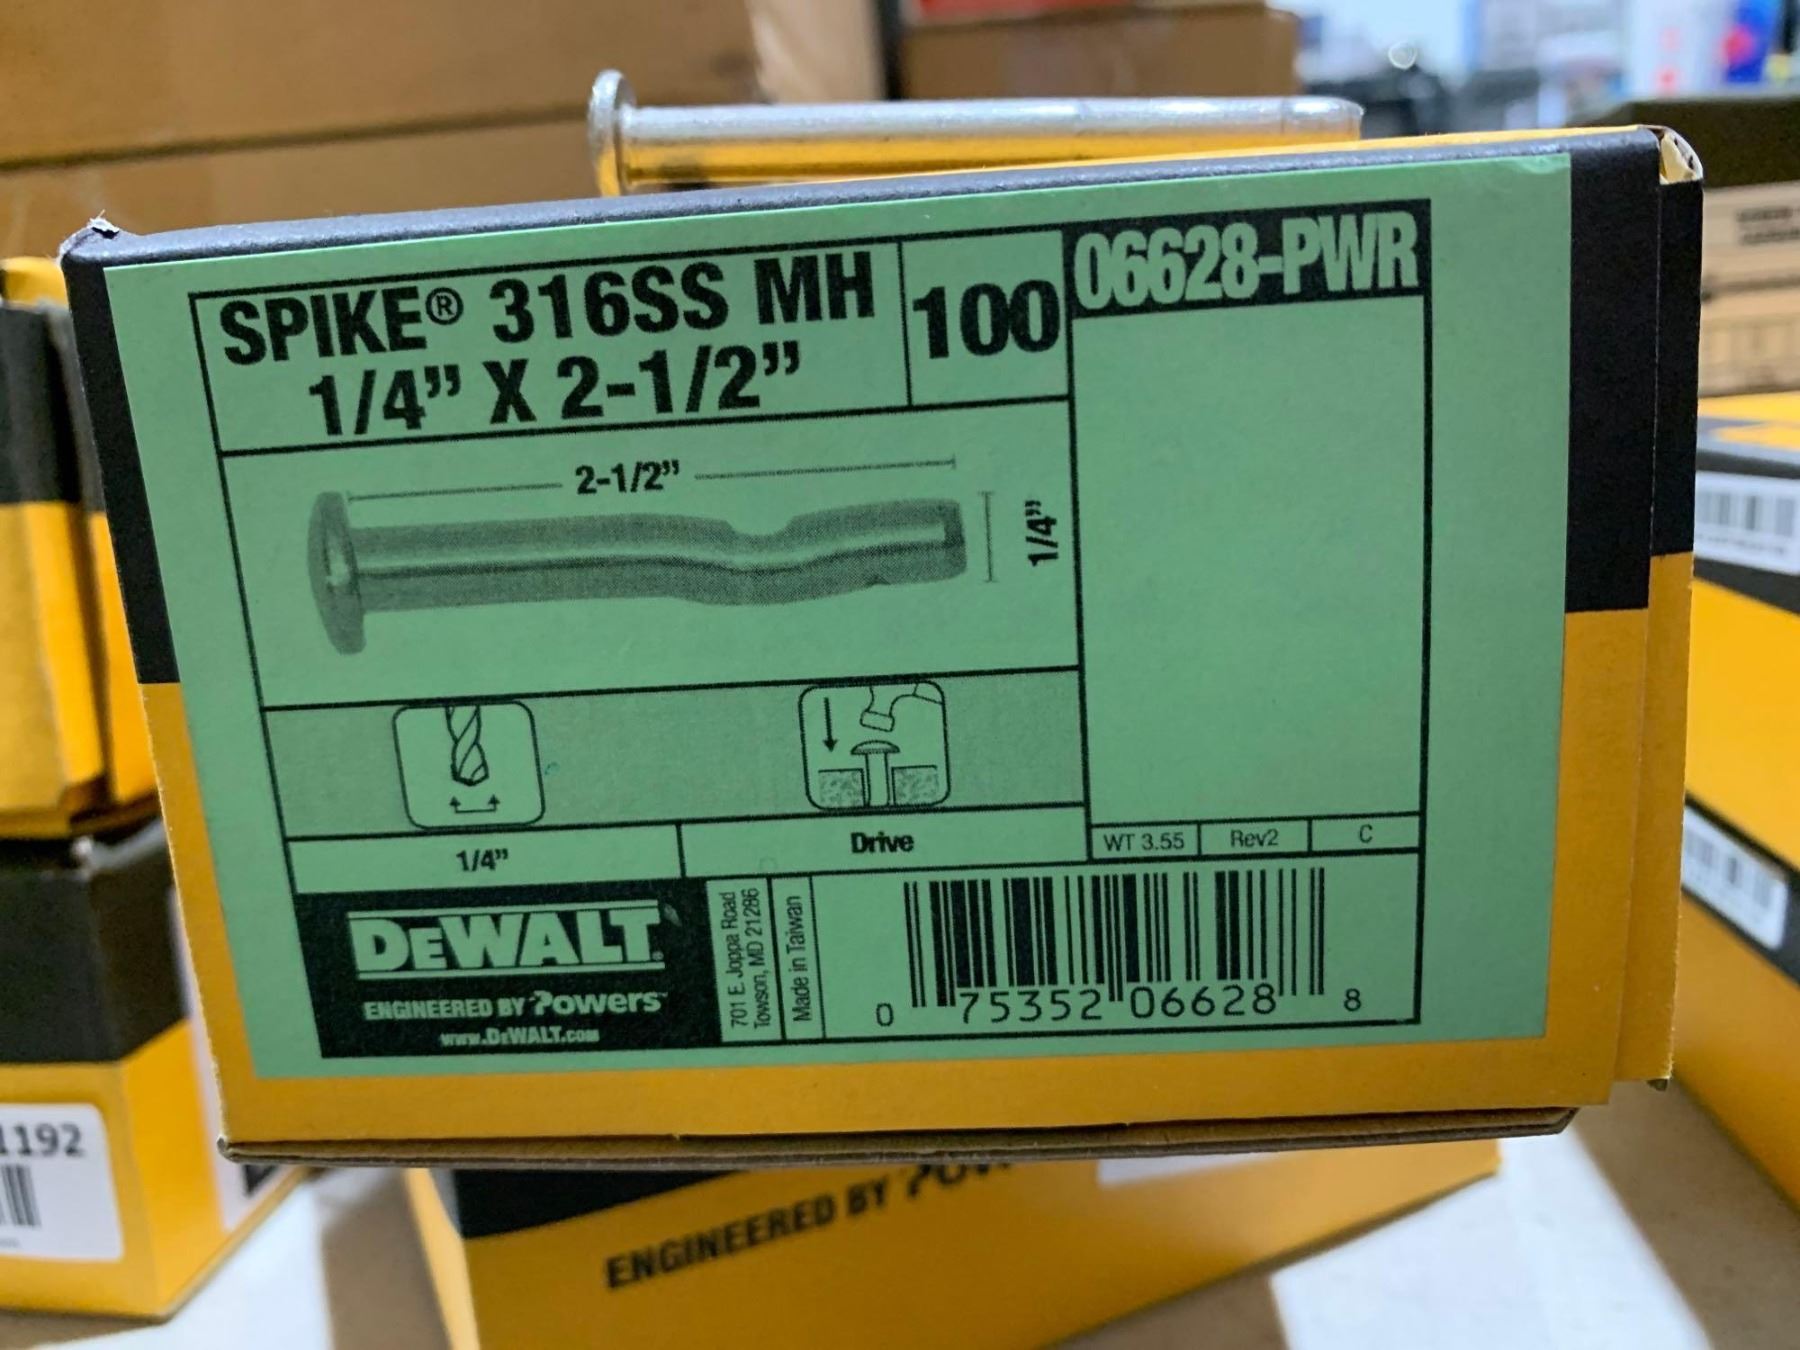 SPIKE® 316SS MH
1/4” X 2-1/2”
100
06628-PWR
2-1/2”
1/4”
1/4”
Drive
WT 3.55
Rev2
C
DEWALT
ENGINEERED BY Powers™
www.DEWALT.com
701 E. Joppa Road
Towson, MD 21286
Made in Taiwan
0 75352 06628 8
1192
ENGINEERED BY